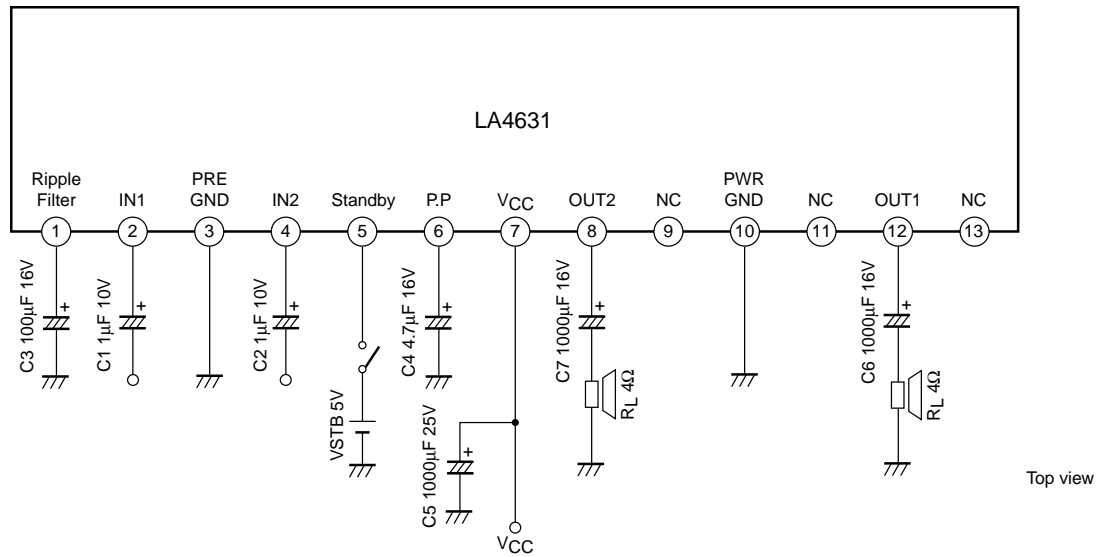 LA4631
Ripple
Filter
IN1
PRE
GND
IN2
Standby
P.P
VCC
OUT2
NC
PWR
GND
NC
OUT1
NC
1
2
3
4
5
6
7
8
9
10
11
12
13
C3 100μF 16V
+
C1 1μF 10V
+
C2 1μF 10V
+
VSTB 5V
C4 4.7μF 16V
+
C5 1000μF 25V
+
VCC
C7 1000μF 16V
+
RL 4Ω
C6 1000μF 16V
+
RL 4Ω
Top view